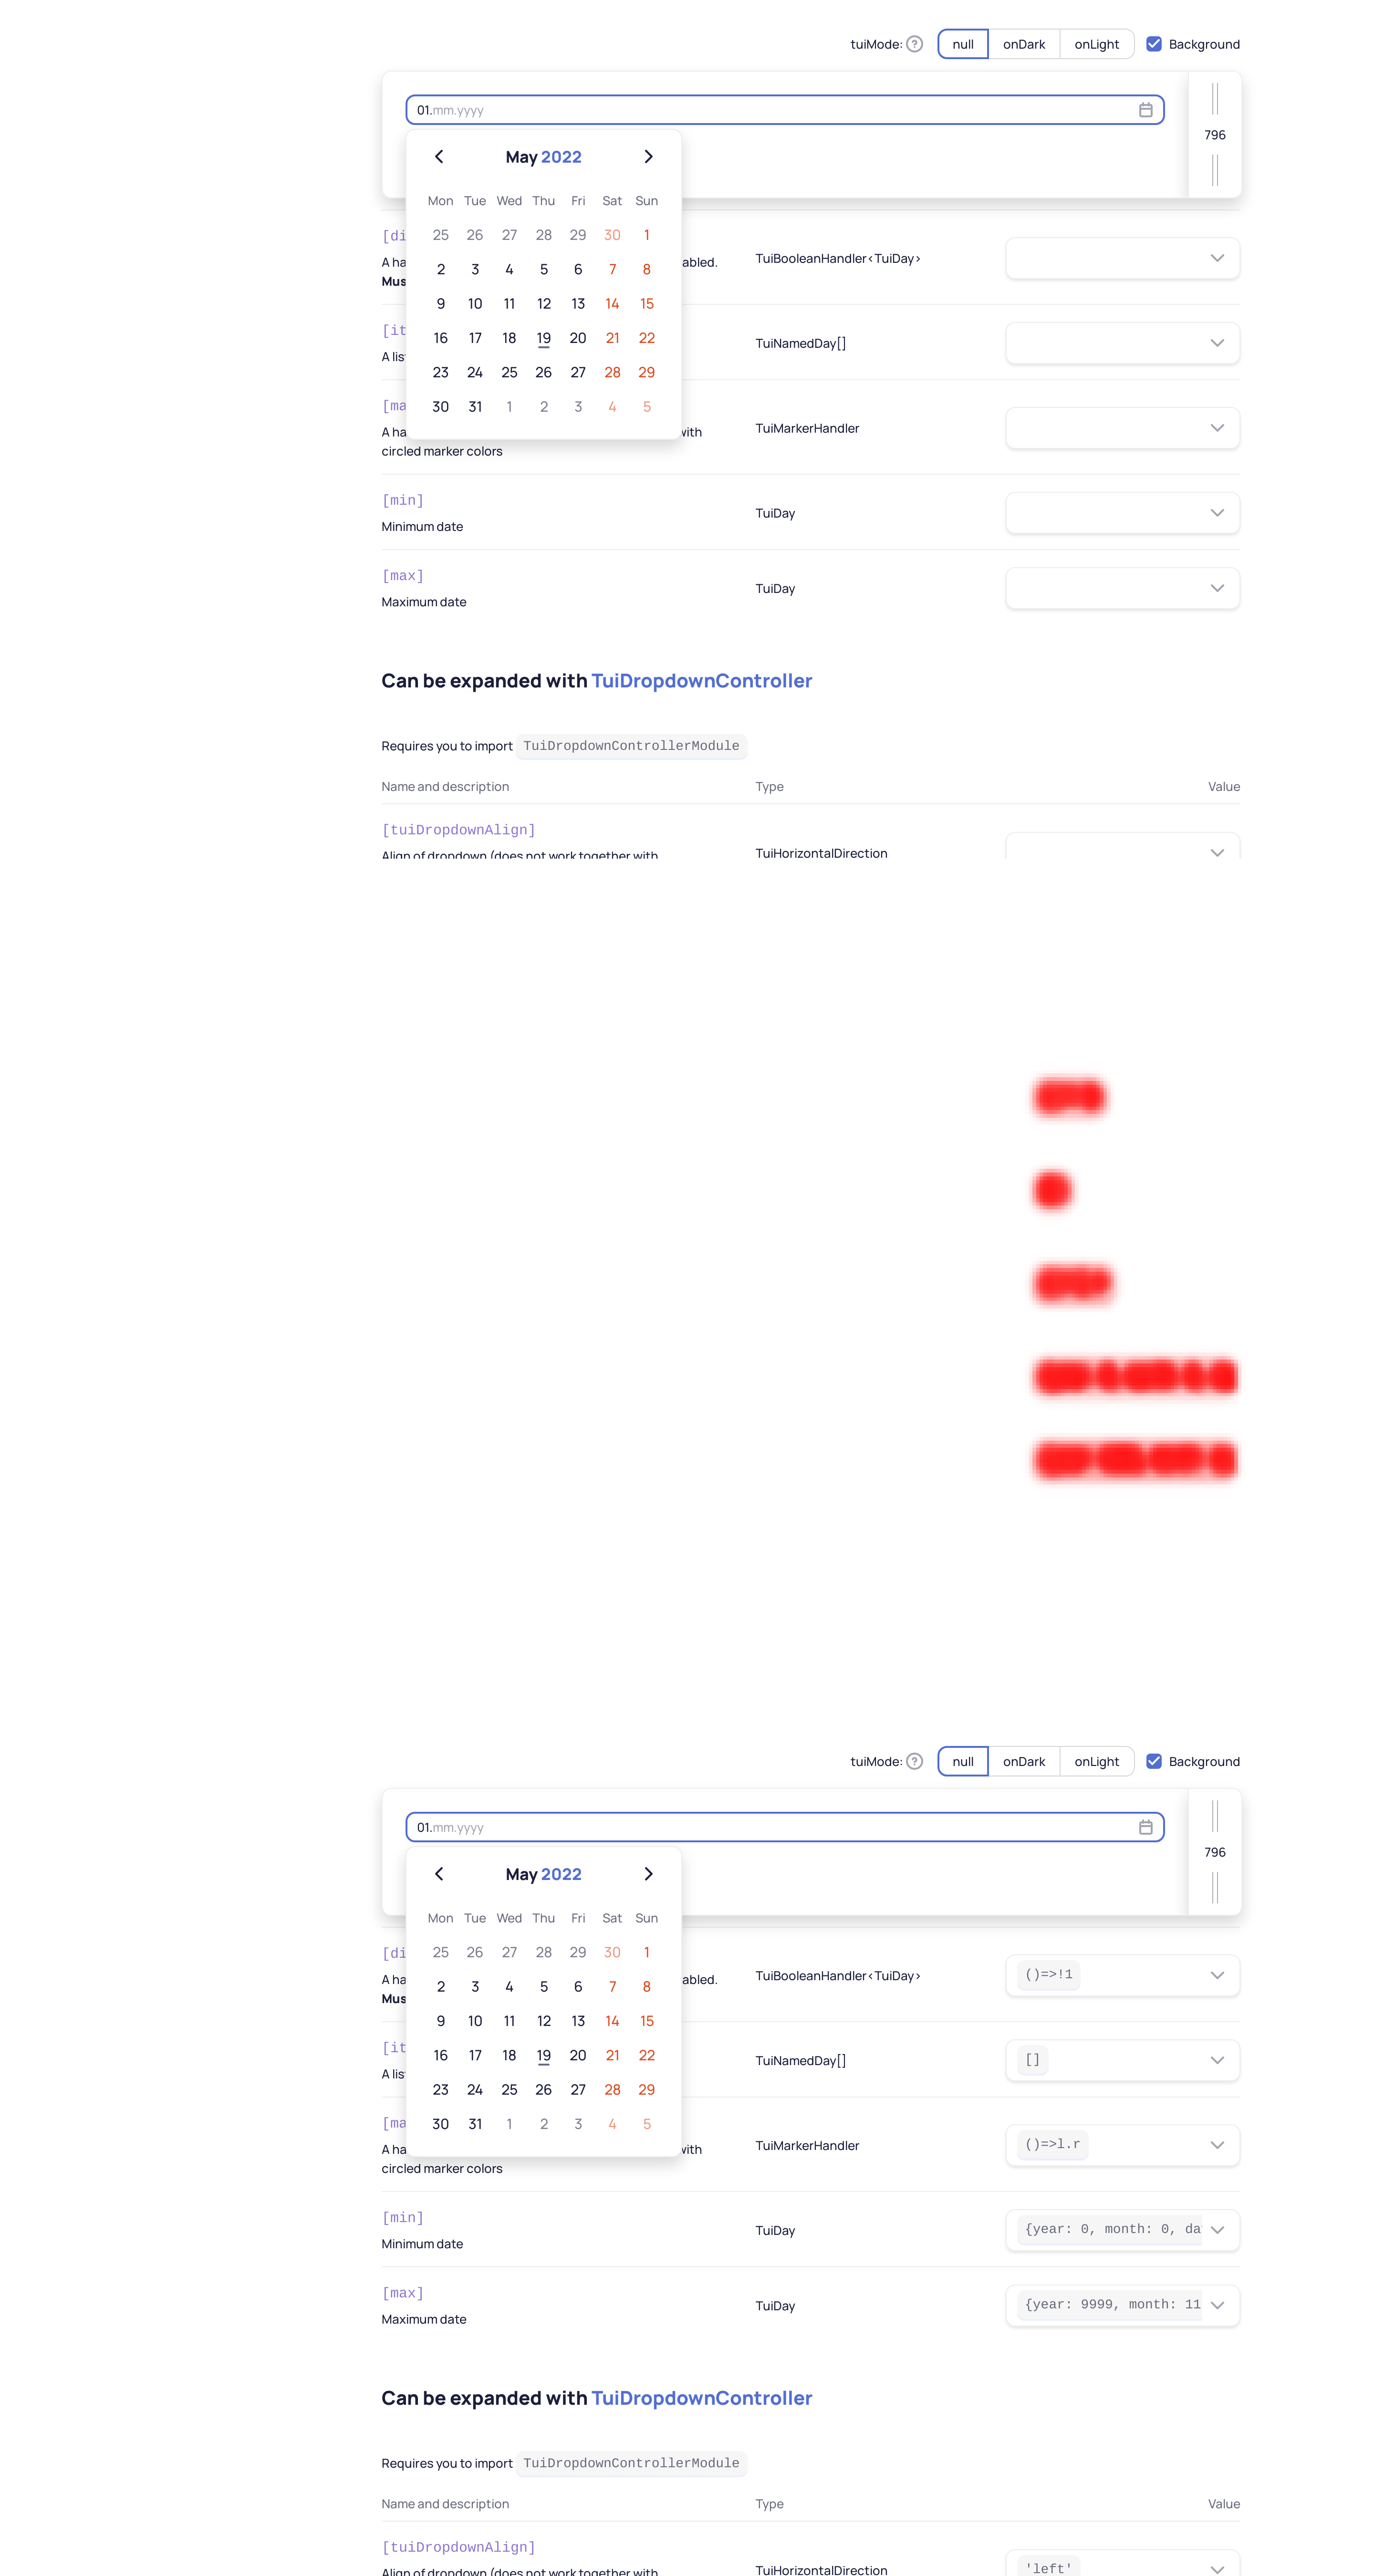 tuiMode: ? null onDark onLight Background
01.mm.yyyy
796
May 2022
Mon Tue Wed Thu Fri Sat Sun
25 26 27 28 29 30 1
2 3 4 5 6 7 8
9 10 11 12 13 14 15
16 17 18 19 20 21 22
23 24 25 26 27 28 29
30 31 1 2 3 4 5
[di
A ha abled.
Mus
TuiBooleanHandler<TuiDay>
[it
A lis
TuiNamedDay[]
[ma
A ha with
circled marker colors
TuiMarkerHandler
[min]
Minimum date
TuiDay
[max]
Maximum date
TuiDay
Can be expanded with TuiDropdownController
Requires you to import TuiDropdownControllerModule
Name and description Type Value
[tuiDropdownAlign]
Align of dropdown (does not work together with
TuiHorizontalDirection
tuiMode: ? null onDark onLight Background
01.mm.yyyy
796
May 2022
Mon Tue Wed Thu Fri Sat Sun
25 26 27 28 29 30 1
2 3 4 5 6 7 8
9 10 11 12 13 14 15
16 17 18 19 20 21 22
23 24 25 26 27 28 29
30 31 1 2 3 4 5
[di
A ha abled.
Mus
TuiBooleanHandler<TuiDay>
()=>!1
[it
A lis
TuiNamedDay[]
[]
[ma
A ha with
circled marker colors
TuiMarkerHandler
()=>l.r
[min]
Minimum date
TuiDay
{year: 0, month: 0, da
[max]
Maximum date
TuiDay
{year: 9999, month: 11
Can be expanded with TuiDropdownController
Requires you to import TuiDropdownControllerModule
Name and description Type Value
[tuiDropdownAlign]
Align of dropdown (does not work together with
TuiHorizontalDirection
'left'